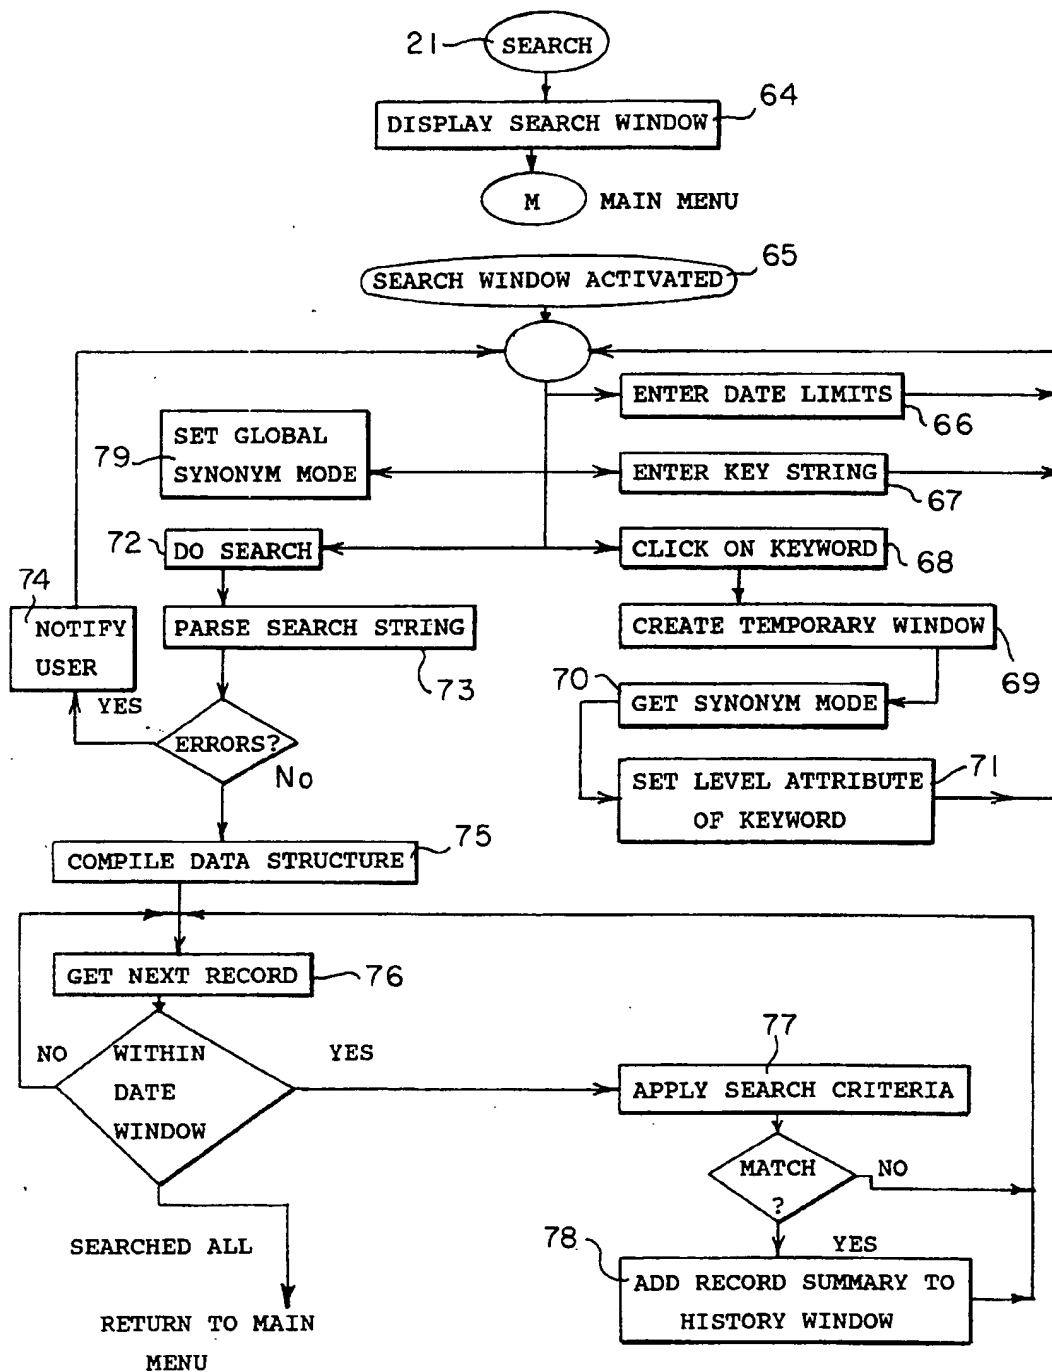 21
SEARCH
64
DISPLAY SEARCH WINDOW
M
MAIN MENU
65
SEARCH WINDOW ACTIVATED
ENTER DATE LIMITS
66
79
SET GLOBAL
SYNONYM MODE
ENTER KEY STRING
67
72
DO SEARCH
CLICK ON KEYWORD
68
74
NOTIFY
USER
PARSE SEARCH STRING
73
CREATE TEMPORARY WINDOW
69
70
GET SYNONYM MODE
YES
ERRORS?
No
71
SET LEVEL ATTRIBUTE
OF KEYWORD
75
COMPILE DATA STRUCTURE
GET NEXT RECORD
76
NO
WITHIN
DATE
WINDOW
YES
77
APPLY SEARCH CRITERIA
MATCH
?
NO
YES
78
ADD RECORD SUMMARY TO
HISTORY WINDOW
SEARCHED ALL
RETURN TO MAIN
MENU